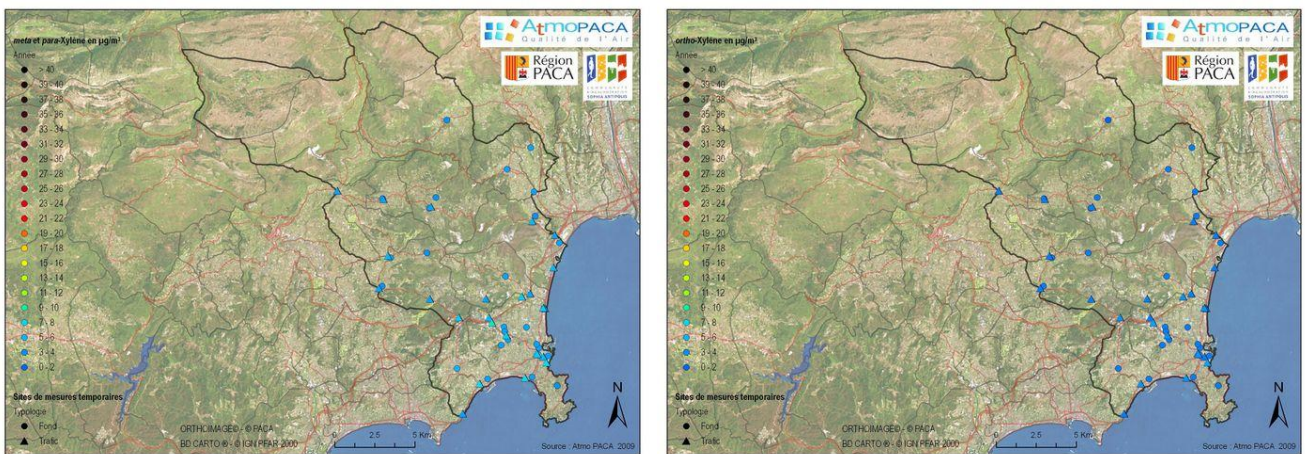 meta et para-Xylène en µg/m³
Année
> 40
39 - 40
37 - 38
35 - 36
33 - 34
31 - 32
29 - 30
27 - 28
25 - 26
23 - 24
21 - 22
19 - 20
17 - 18
15 - 16
13 - 14
11 - 12
9 - 10
7 - 8
5 - 6
3 - 4
0 - 2
Sites de mesures temporaires
Typologie
Fond
Trafic
AtmoPACA
Qualité de l'Air
Région
PACA
SOPHIA ANTIPOLIS
ORTHOIMAGE© - © PACA
BD CARTO ® - © IGN PFAR 2000
0 2.5 5 Km
N
Source : Atmo PACA 2009
ortho-Xylène en µg/m³
Année
> 40
39 - 40
37 - 38
35 - 36
33 - 34
31 - 32
29 - 30
27 - 28
25 - 26
23 - 24
21 - 22
19 - 20
17 - 18
15 - 16
13 - 14
11 - 12
9 - 10
7 - 8
5 - 6
3 - 4
0 - 2
Sites de mesures temporaires
Typologie
Fond
Trafic
AtmoPACA
Qualité de l'Air
Région
PACA
SOPHIA ANTIPOLIS
ORTHOIMAGE© - © PACA
BD CARTO ® - © IGN PFAR 2000
0 2.5 5 Km
N
Source : Atmo PACA 2009